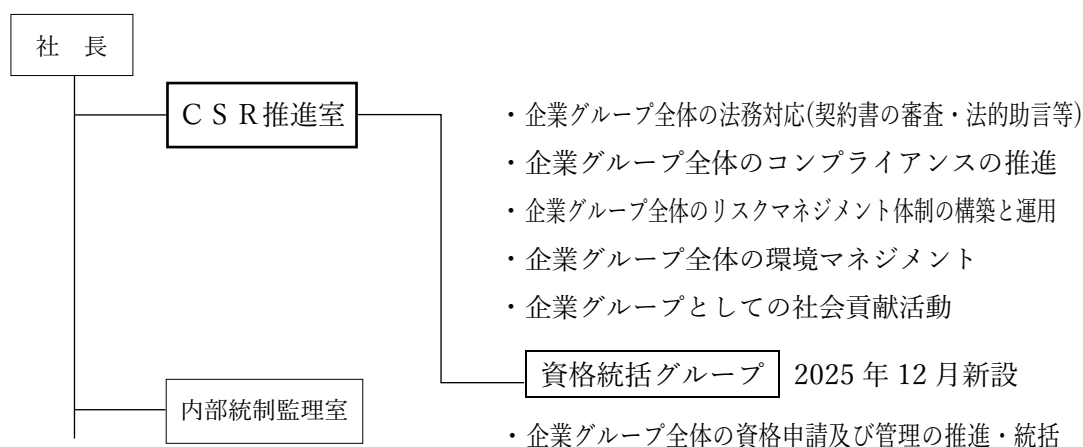 社　長
ＣＳＲ推進室
・企業グループ全体の法務対応(契約書の審査・法的助言等)
・企業グループ全体のコンプライアンスの推進
・企業グループ全体のリスクマネジメント体制の構築と運用
・企業グループ全体の環境マネジメント
・企業グループとしての社会貢献活動
資格統括グループ　2025 年 12 月新設
内部統制監理室
・企業グループ全体の資格申請及び管理の推進・統括